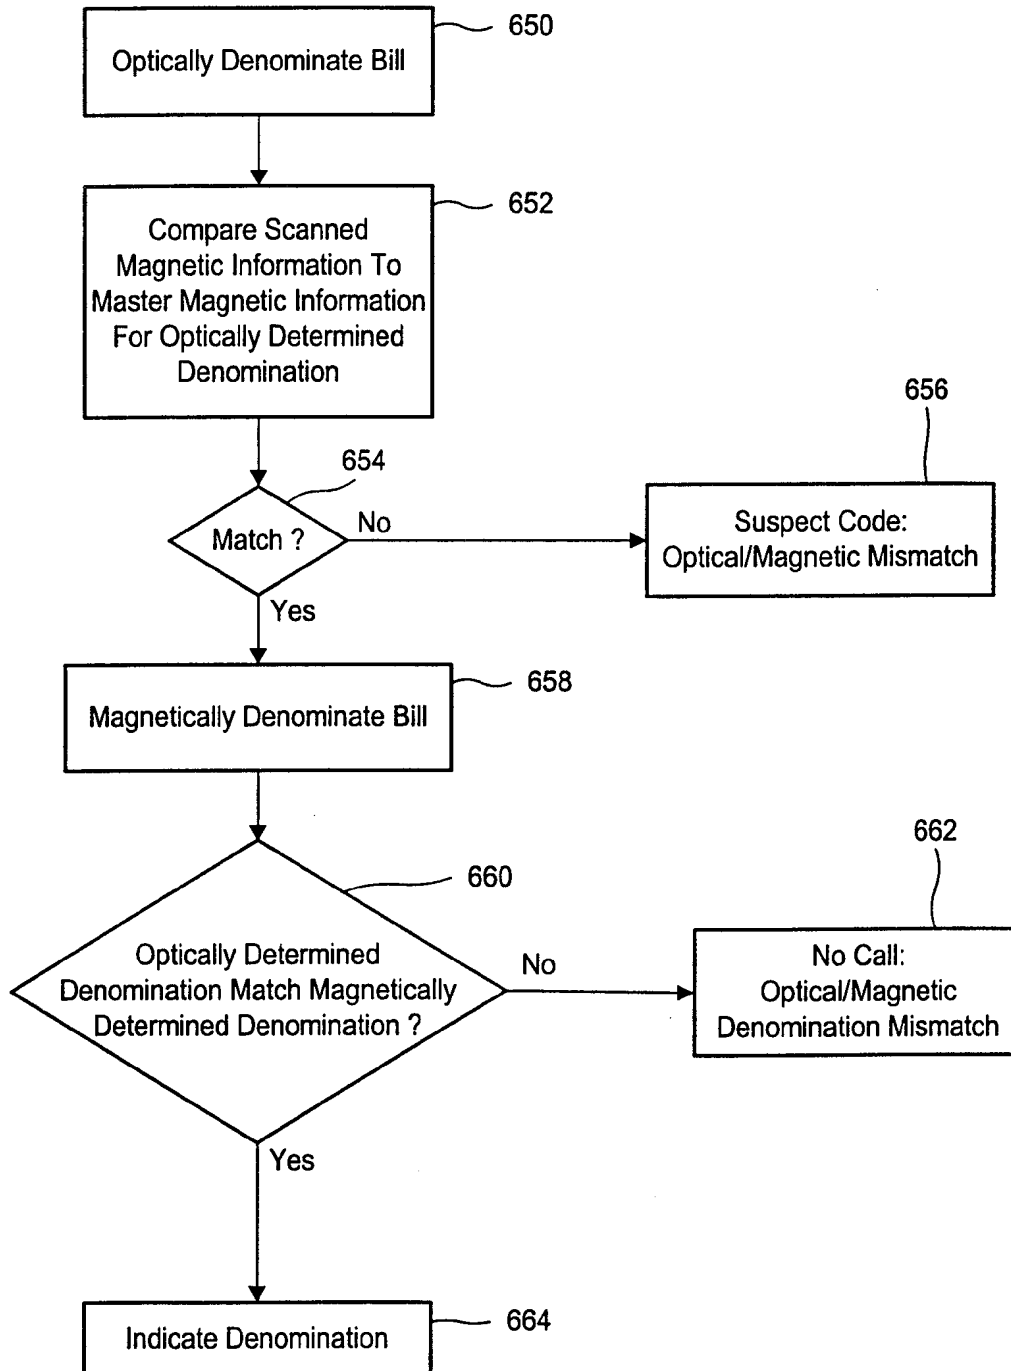 650
Optically Denominate Bill
652
Compare Scanned
Magnetic Information To
Master Magnetic Information
For Optically Determined
Denomination
654
Match ?
No
Yes
656
Suspect Code:
Optical/Magnetic Mismatch
658
Magnetically Denominate Bill
660
Optically Determined
Denomination Match Magnetically
Determined Denomination ?
No
Yes
662
No Call:
Optical/Magnetic
Denomination Mismatch
664
Indicate Denomination